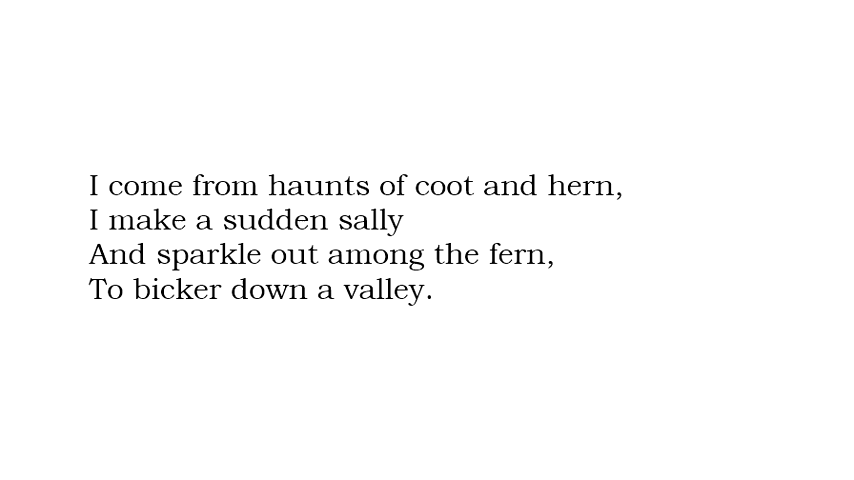 I come from haunts of coot and hern,
I make a sudden sally
And sparkle out among the fern,
To bicker down a valley.